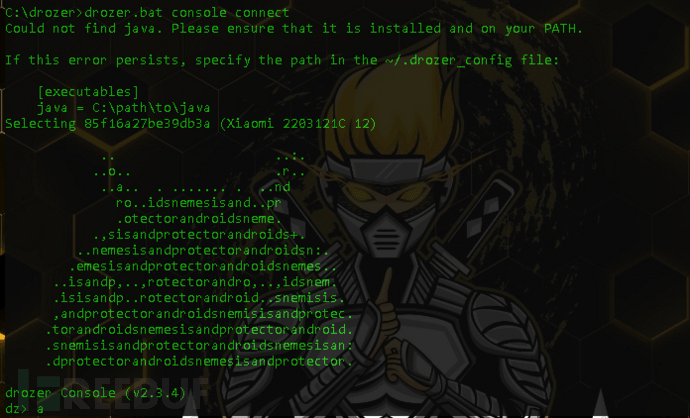 C:\drozer>drozer.bat console connect
Could not find java. Please ensure that it is installed and on your PATH.
If this error persists, specify the path in the ~/.drozer_config file:
[executables]
java = C:\path\to\java
Selecting 85f16a27be39db3a (Xiaomi 2203121C 12)
..                    ..:.
..o..                  .r..
..a..  . ....... .  ..nd
ro..idsnemesisand..pr
.otectorandroidsneme.
.,sisandprotectorandroids+.
..nemesisandprotectorandroidsn:.
.emesisandprotectorandroidsnemes..
..isandp,..,rotectorandro,..,idsnem.
.isisandp..rotectorandroid..snemisis.
,andprotectorandroidsnemisisandprotec.
.torandroidsnemesisandprotectorandroid.
.snemisisandprotectorandroidsnemesisan:
.dprotectorandroidsnemesisandprotector.
REEBUF
drozer Console (v2.3.4)
dz> a